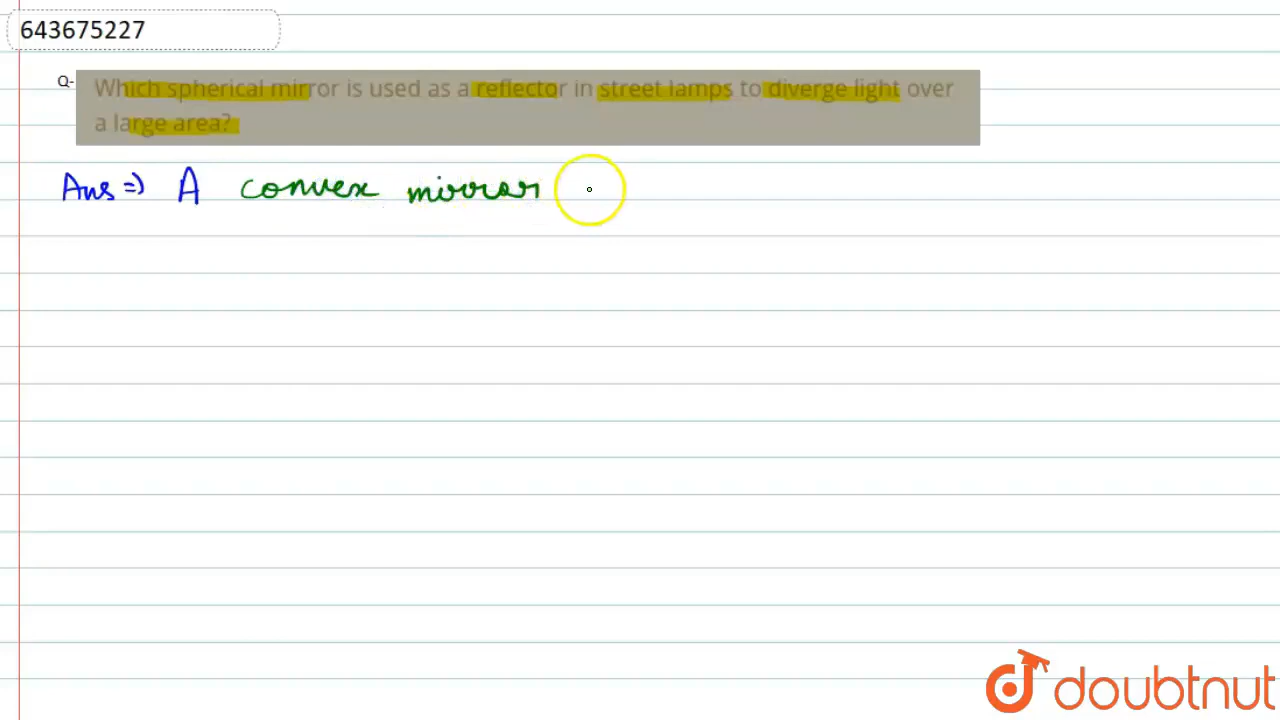 643675227
Q- Which spherical mirror is used as a reflector in street lamps to diverge light over
a large area?
Ans => A convex mirror
doubtnut